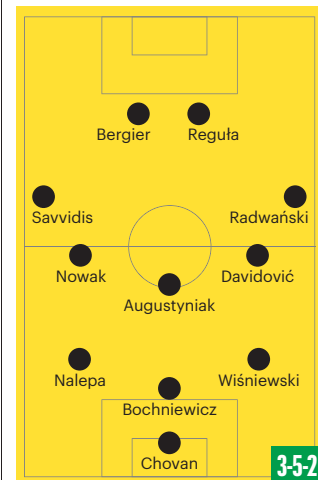 Bergier Reguła
Savvidis Radwański
Nowak Davidović
Augustyniak
Nalepa Wiśniewski
Bochniewicz
Chovan
3-5-2